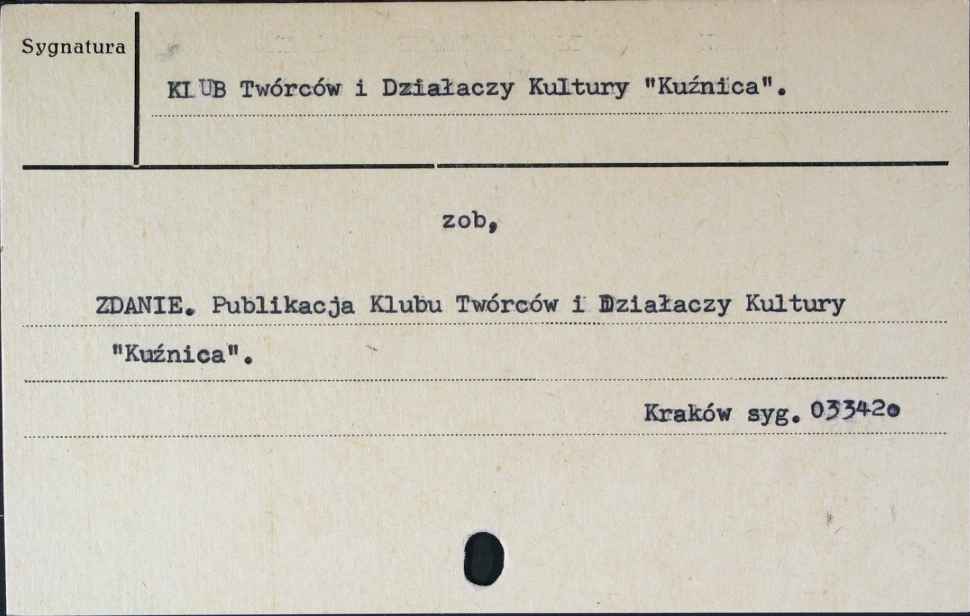 Sygnatura
KLUB Twórców i Działaczy Kultury "Kuźnica".
zob,
ZDANIE. Publikacja Klubu Twórców i Działaczy Kultury
"Kuźnica".
Kraków syg. 033420